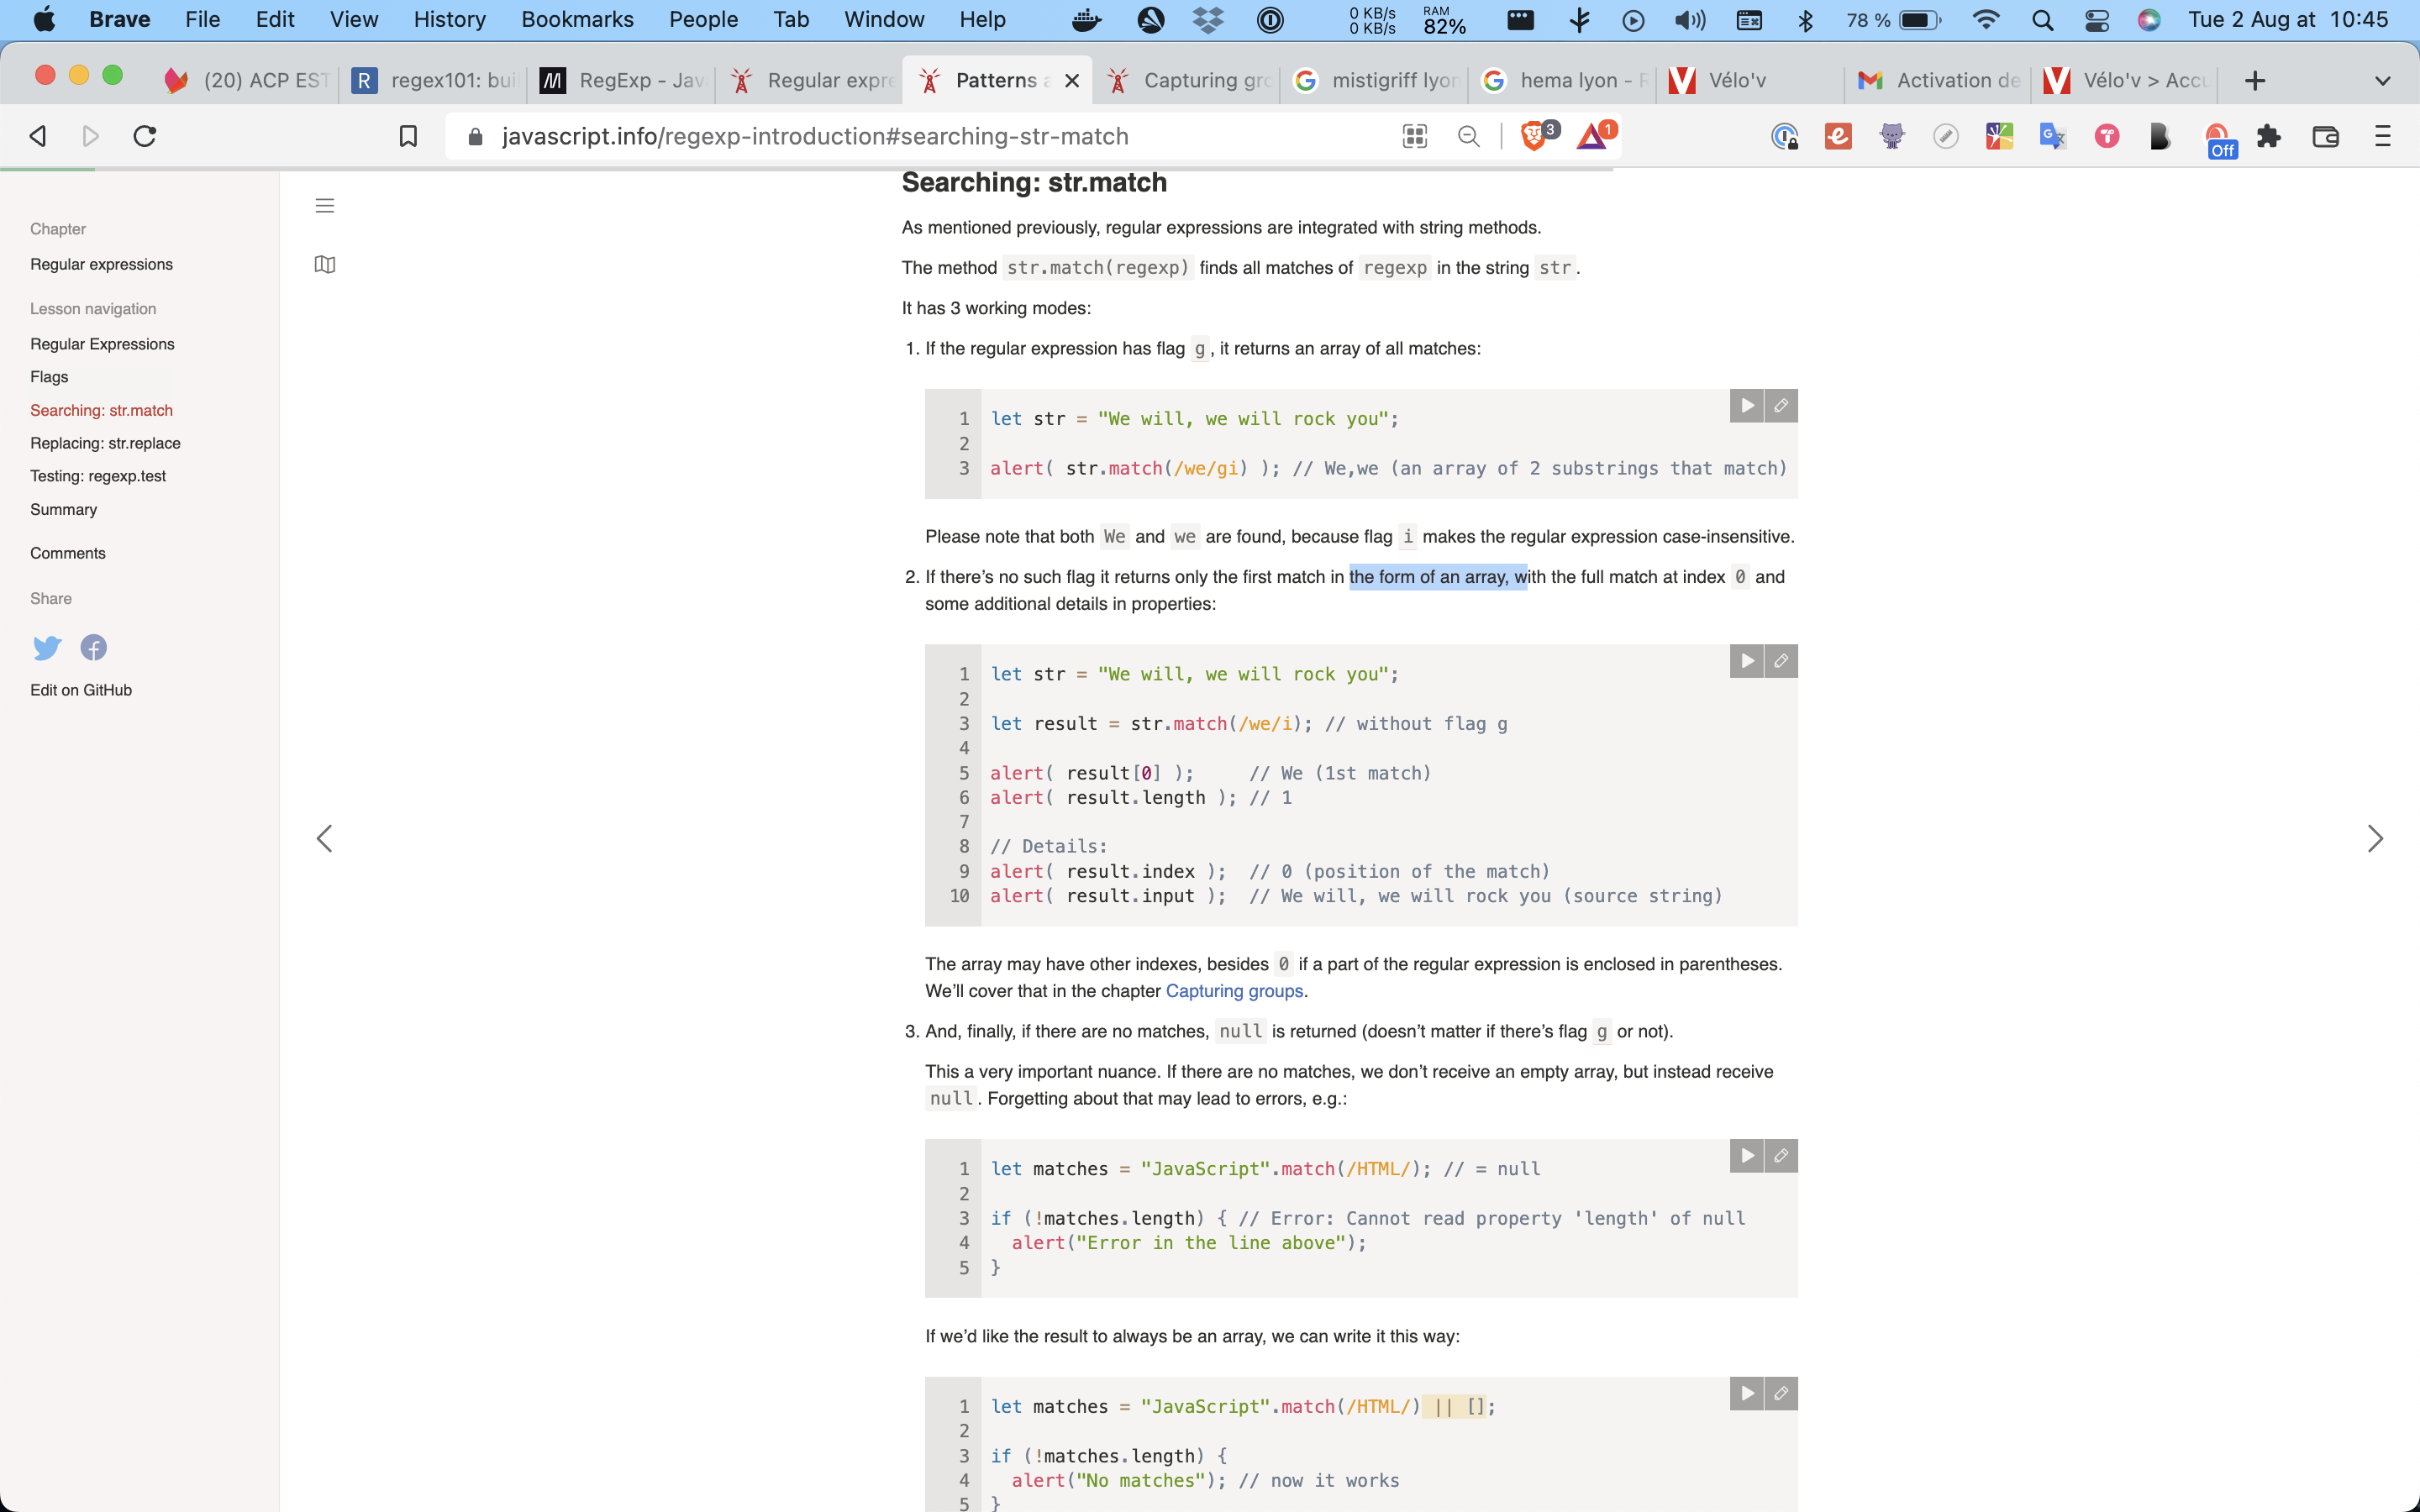 Brave File Edit View History Bookmarks People Tab Window Help 0 KB/s 0 KB/s RAM 82% 78 % Tue 2 Aug at 10:45
(20) ACP EST regex101: bui RegExp - Jav Regular expre Patterns a Capturing gro mistigriff lyon hema lyon - R Vélo'v Activation de Vélo'v > Accu
javascript.info/regexp-introduction#searching-str-match 3 1 Off
Chapter
Regular expressions
Lesson navigation
Regular Expressions
Flags
Searching: str.match
Replacing: str.replace
Testing: regexp.test
Summary
Comments
Share
Edit on GitHub
Searching: str.match
As mentioned previously, regular expressions are integrated with string methods.
The method str.match(regexp) finds all matches of regexp in the string str.
It has 3 working modes:
1. If the regular expression has flag g, it returns an array of all matches:
1 let str = "We will, we will rock you";
2
3 alert( str.match(/we/gi) ); // We,we (an array of 2 substrings that match)
Please note that both We and we are found, because flag i makes the regular expression case-insensitive.
2. If there's no such flag it returns only the first match in the form of an array, with the full match at index 0 and
some additional details in properties:
1 let str = "We will, we will rock you";
2
3 let result = str.match(/we/i); // without flag g
4
5 alert( result[0] );     // We (1st match)
6 alert( result.length ); // 1
7
8 // Details:
9 alert( result.index );  // 0 (position of the match)
10 alert( result.input );  // We will, we will rock you (source string)
The array may have other indexes, besides 0 if a part of the regular expression is enclosed in parentheses.
We'll cover that in the chapter Capturing groups.
3. And, finally, if there are no matches, null is returned (doesn't matter if there's flag g or not).
This a very important nuance. If there are no matches, we don't receive an empty array, but instead receive
null. Forgetting about that may lead to errors, e.g.:
1 let matches = "JavaScript".match(/HTML/); // = null
2
3 if (!matches.length) { // Error: Cannot read property 'length' of null
4   alert("Error in the line above");
5 }
If we'd like the result to always be an array, we can write it this way:
1 let matches = "JavaScript".match(/HTML/) || [];
2
3 if (!matches.length) {
4   alert("No matches"); // now it works
5 }